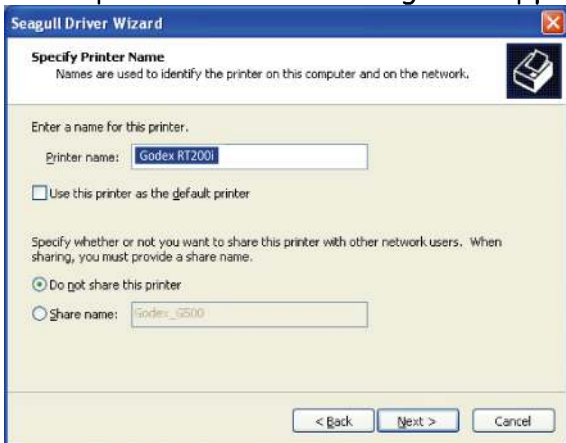 Seagull Driver Wizard
Specify Printer Name
Names are used to identify the printer on this computer and on the network.
Enter a name for this printer.
Printer name: Godex RT200i
Use this printer as the default printer
Specify whether or not you want to share this printer with other network users. When
sharing, you must provide a share name.
Do not share this printer
Share name: Godex_G500
< Back Next > Cancel